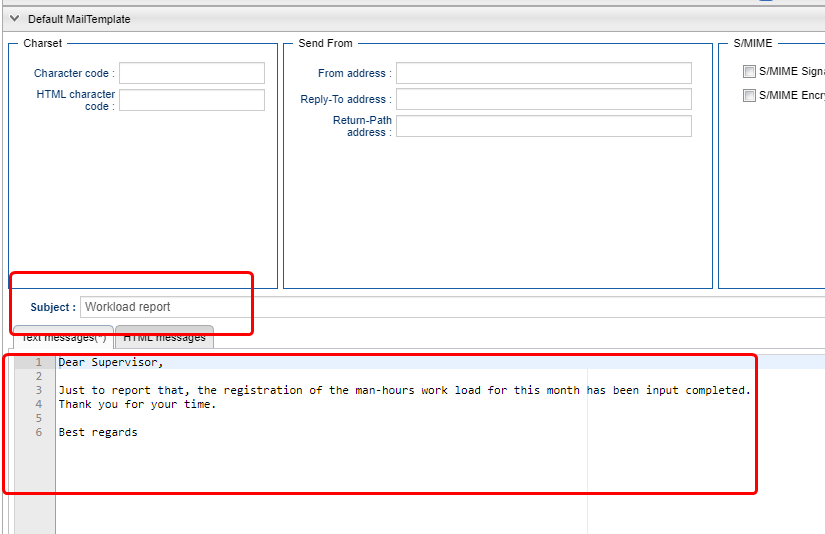 Default MailTemplate
Charset
Send From
S/MIME
Character code :
From address :
S/MIME Signa
HTML character
code :
Reply-To address :
S/MIME Encry
Return-Path
address :
Subject :
Workload report
Text messages(*)
HTML messages
1 Dear Supervisor,
2
3 Just to report that, the registration of the man-hours work load for this month has been input completed.
4 Thank you for your time.
5
6 Best regards